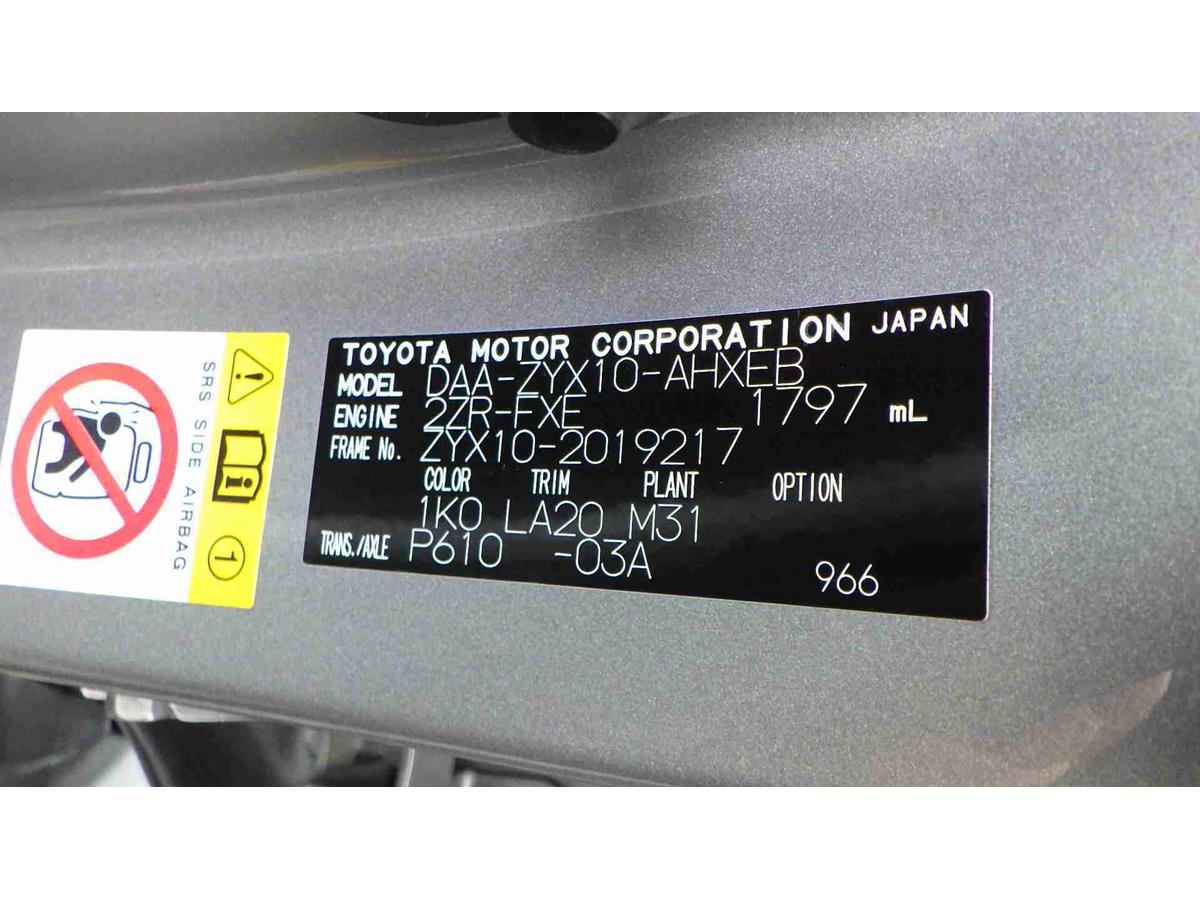 TOYOTA MOTOR CORPORATION JAPAN
MODEL DAA-ZYX10-AHXEB
ENGINE 2ZR-FXE 1797 mL
FRAME No. ZYX10-2019217
COLOR TRIM PLANT OPTION
1K0 LA20 M31
TRANS./AXLE P610 -03A
966
SRS SIDE AIRBAG
1